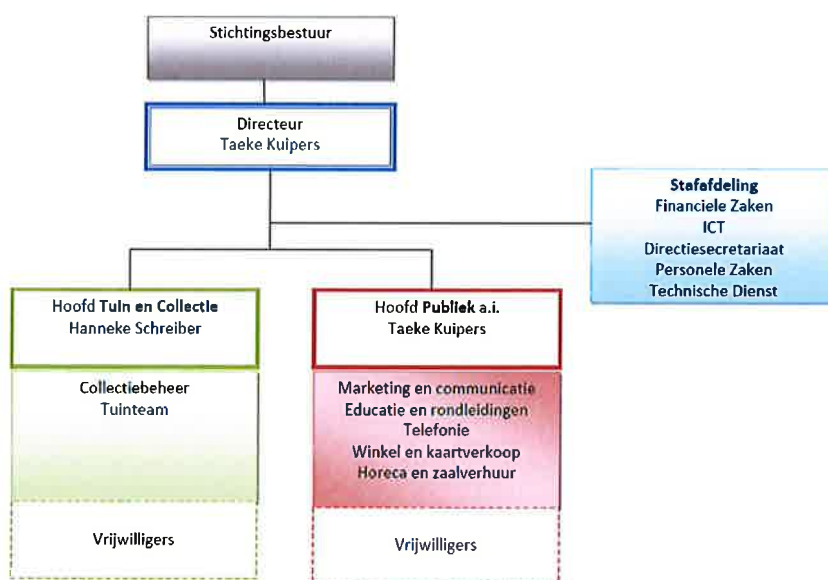 Stichtingsbestuur
Directeur
Taeke Kuipers
Stafafdeling
Financiele Zaken
ICT
Directiesecretariaat
Personele Zaken
Technische Dienst
Hoofd Tuin en Collectie
Hanneke Schreiber
Collectiebeheer
Tuinteam
Vrijwilligers
Hoofd Publiek a.i.
Taeke Kuipers
Marketing en communicatie
Educatie en rondleidingen
Telefonie
Winkel en kaartverkoop
Horeca en zaalverhuur
Vrijwilligers